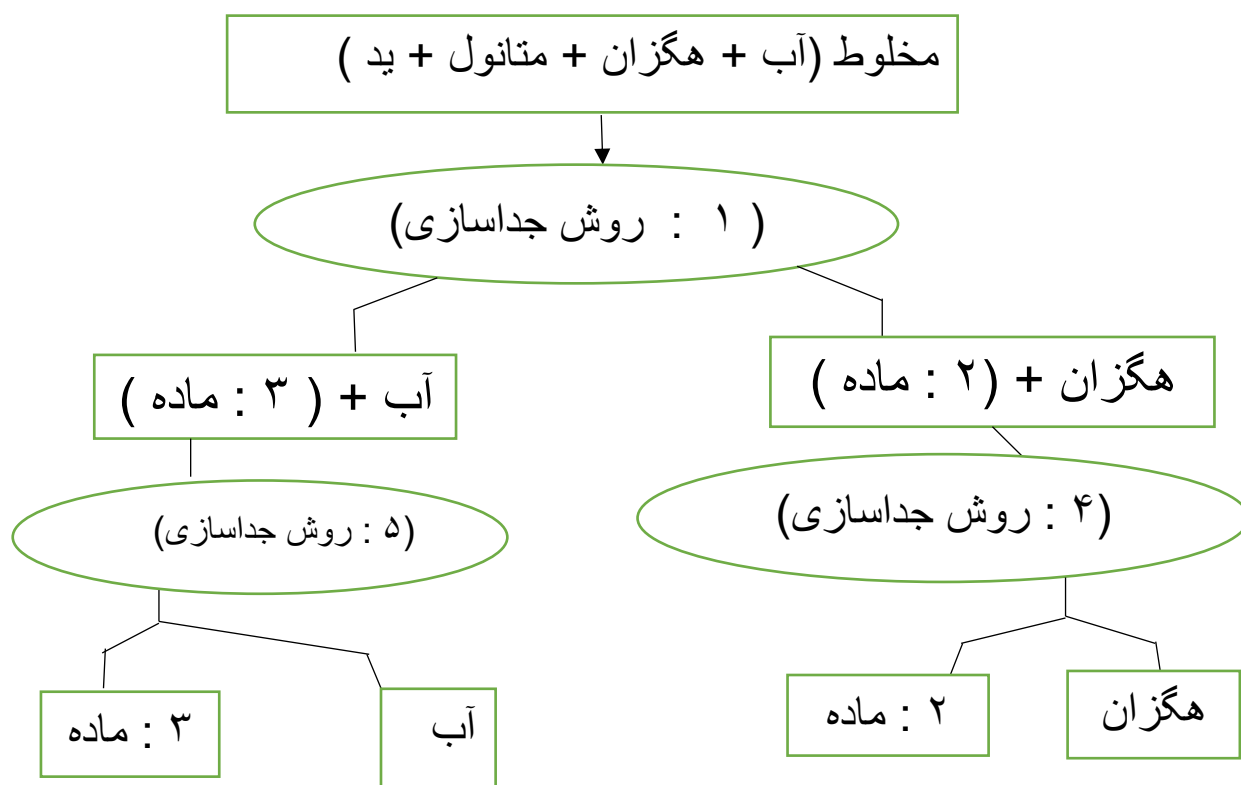 مخلوط (آب + هگزان + متانول + ید )
( ۱ : روش جداسازی)
هگزان + (۲ : ماده )
آب + ( ۳ : ماده )
(۴ : روش جداسازی)
(۵ : روش جداسازی)
هگزان
۲ : ماده
آب
۳ : ماده